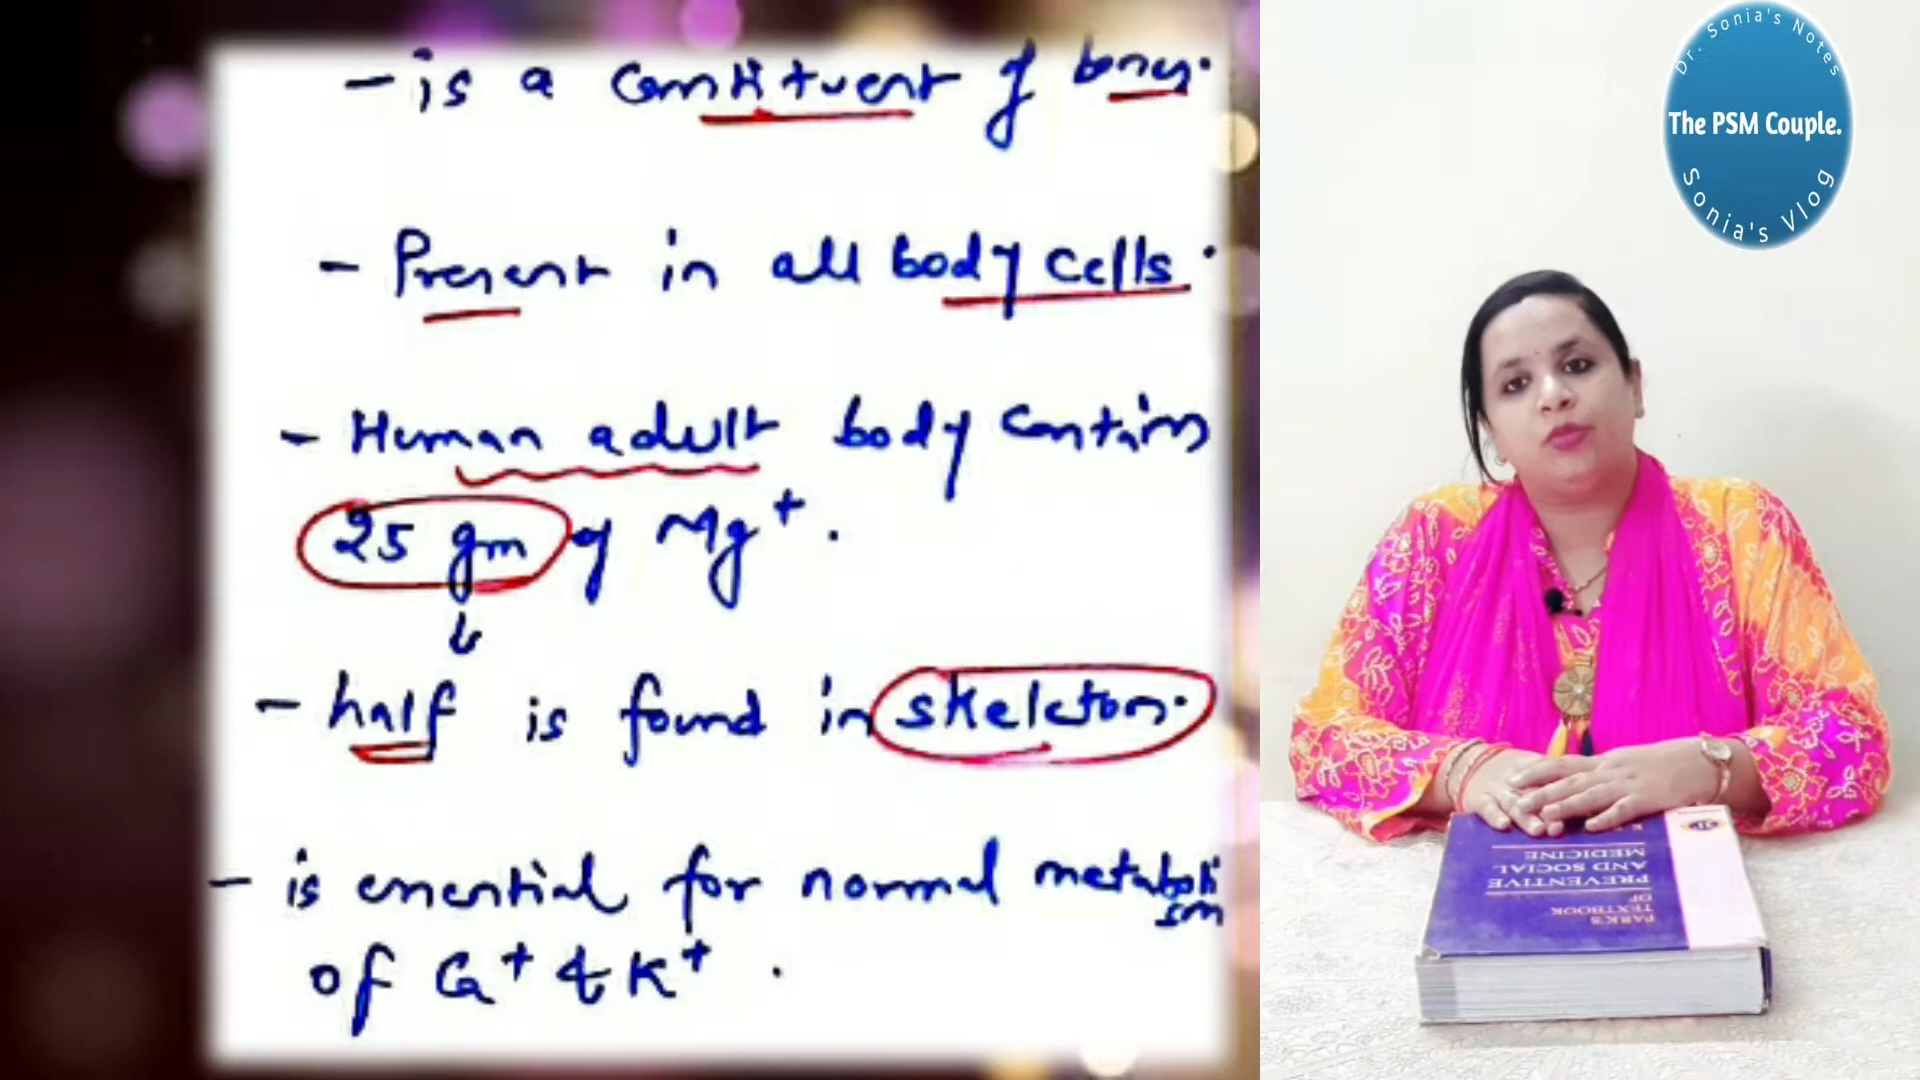 - is a constituent of bones.
- Present in all body cells.
- Human adult body contains
25 gm of Mg+.
- half is found in skeleton.
- is essential for normal metabolism
of Ca+ & K+.
Dr. Sonia's Notes
The PSM Couple.
Sonia's Vlog
PARK'S
TEXTBOOK
OF
PREVENTIVE
AND SOCIAL
MEDICINE